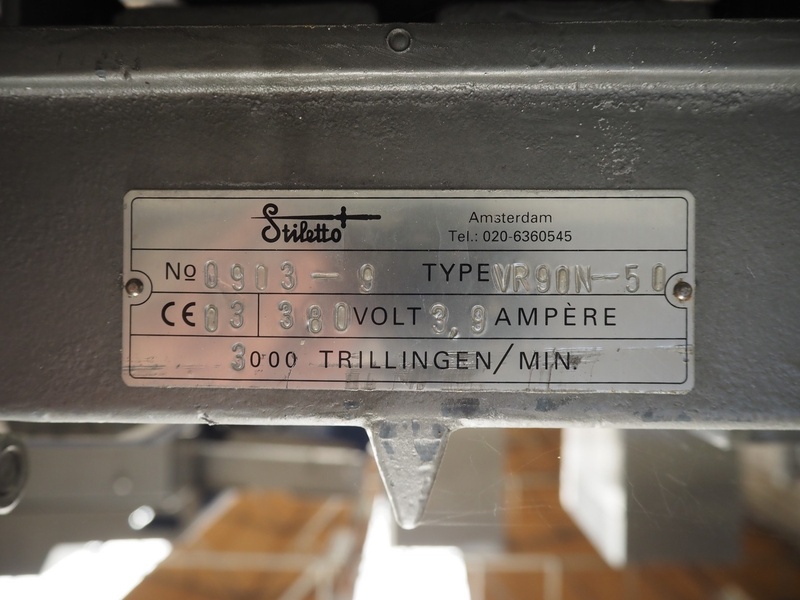 Stiletto
Amsterdam
Tel.: 020-6360545
No 0903-9 TYPE VR90N-50
CE 03 380 VOLT 3,9 AMPÈRE
3000 TRILLINGEN/MIN.